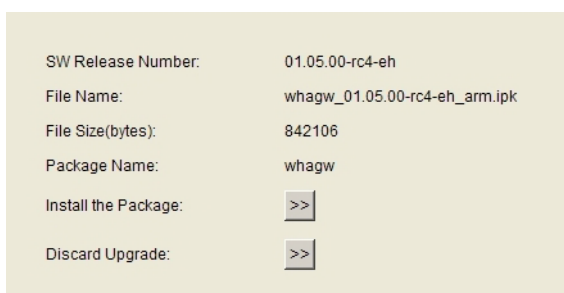 SW Release Number: 01.05.00-rc4-eh
File Name: whagw_01.05.00-rc4-eh_arm.ipk
File Size(bytes): 842106
Package Name: whagw
Install the Package: >>
Discard Upgrade: >>